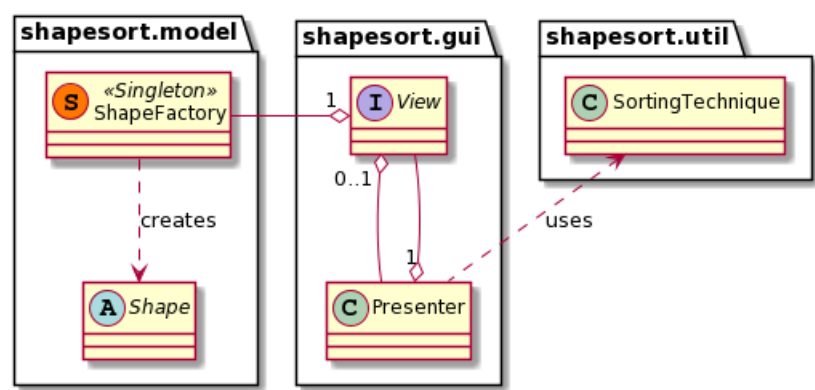 shapesort.model
shapesort.gui
shapesort.util
S
«Singleton»
ShapeFactory
1
I View
C SortingTechnique
0..1
creates
uses
1
A Shape
C Presenter